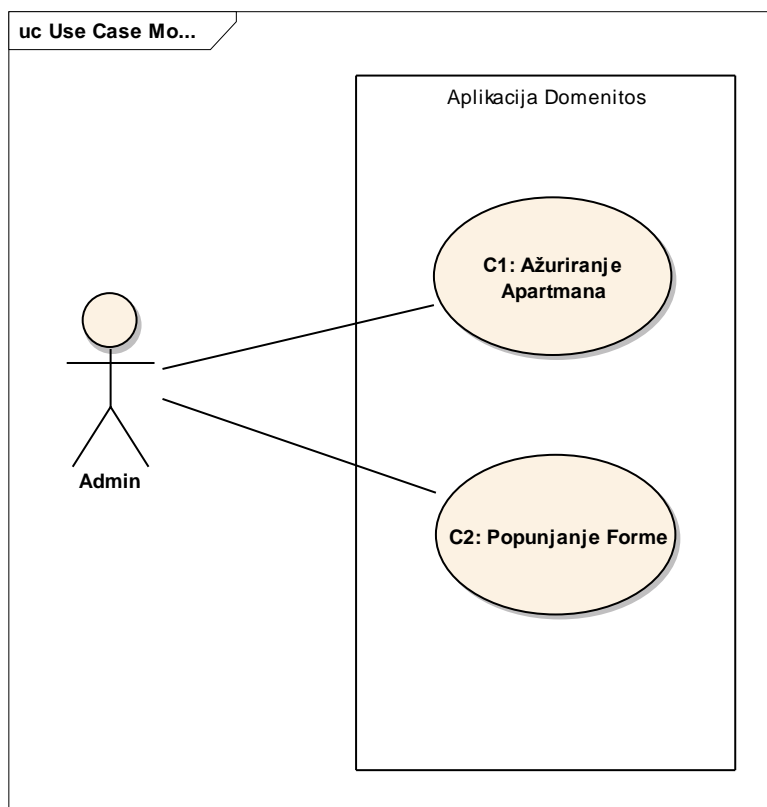 uc Use Case Mo...
Aplikacija Domenitos
C1: Ažuriranje
Apartmana
Admin
C2: Popunjanje Forme